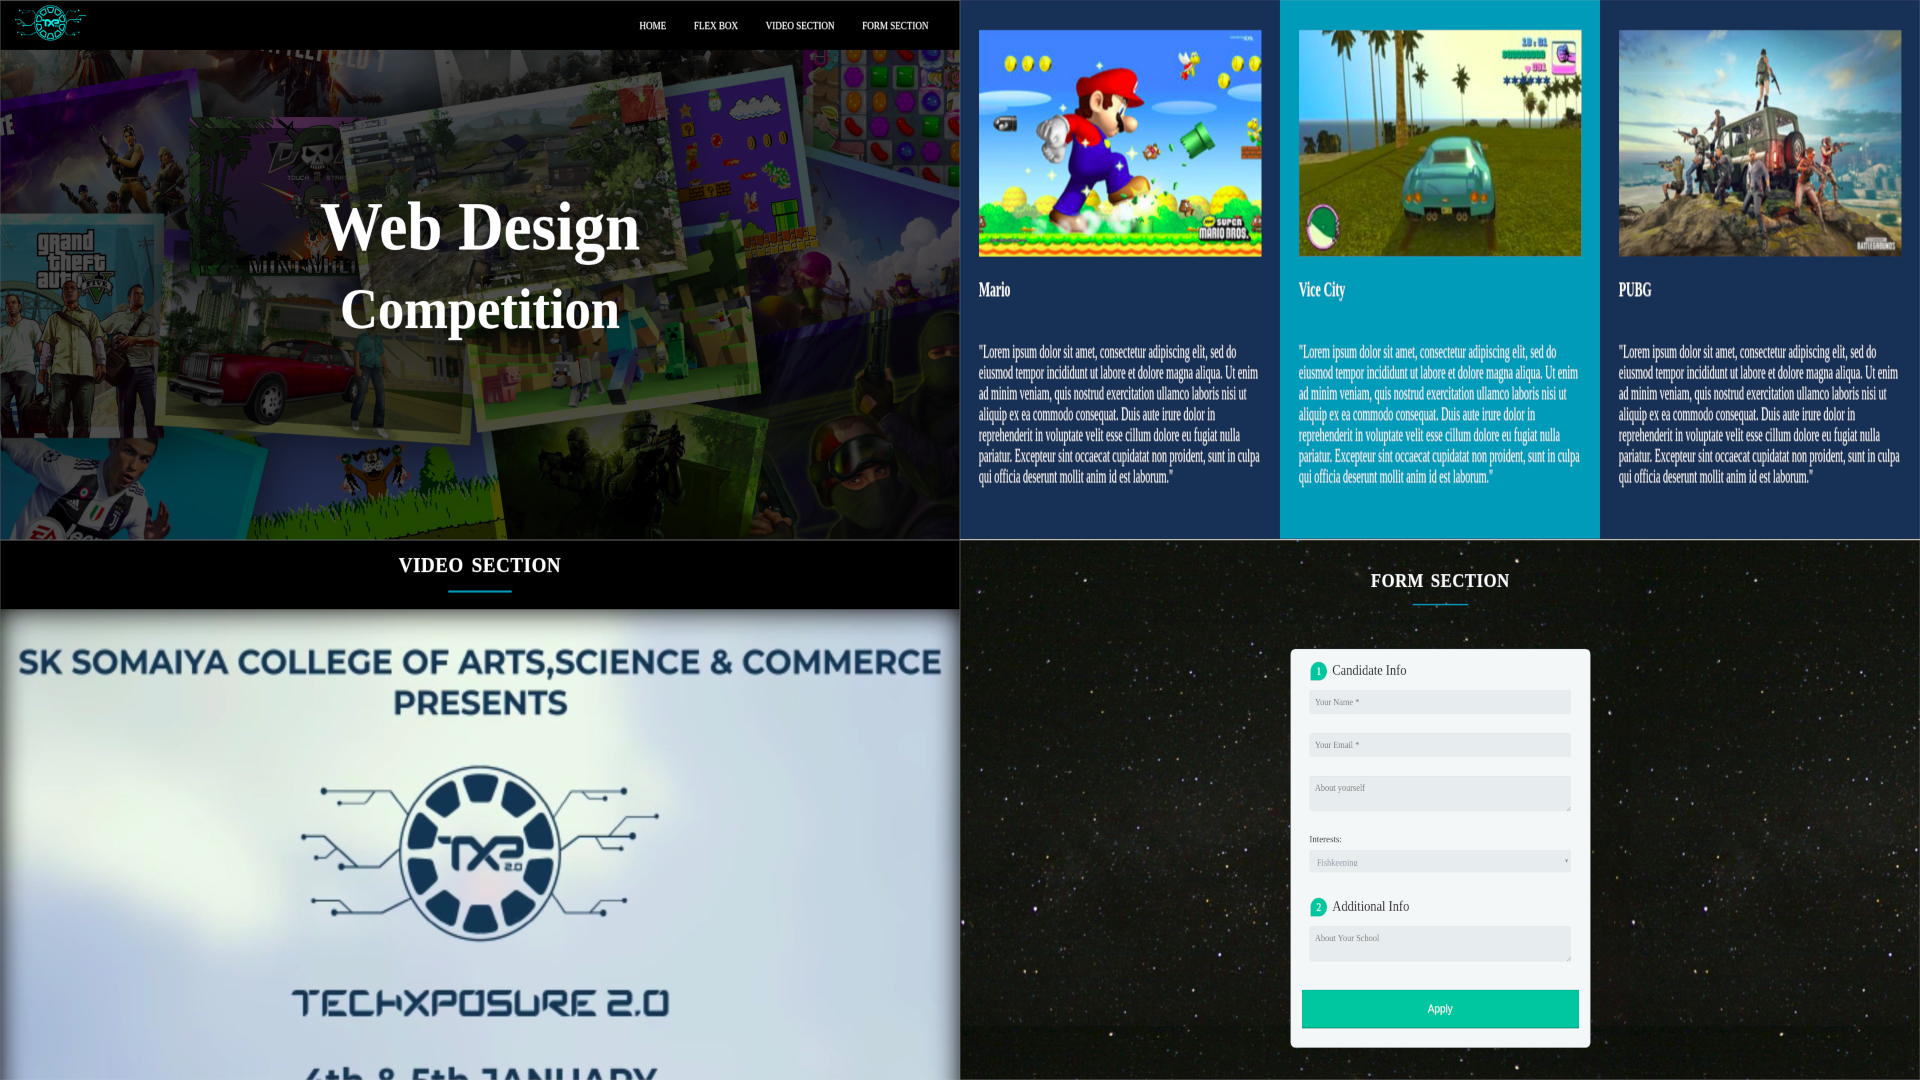 TXP
HOME
FLEX BOX
VIDEO SECTION
FORM SECTION
Web Design
Competition
TOUCH
grand
theft
auto
SUPER
MARIO BROS.
BATTLEGROUNDS
Mario
"Lorem ipsum dolor sit amet, consectetur adipiscing elit, sed do
eiusmod tempor incididunt ut labore et dolore magna aliqua. Ut enim
ad minim veniam, quis nostrud exercitation ullamco laboris nisi ut
aliquip ex ea commodo consequat. Duis aute irure dolor in
reprehenderit in voluptate velit esse cillum dolore eu fugiat nulla
pariatur. Excepteur sint occaecat cupidatat non proident, sunt in culpa
qui officia deserunt mollit anim id est laborum."
Vice City
"Lorem ipsum dolor sit amet, consectetur adipiscing elit, sed do
eiusmod tempor incididunt ut labore et dolore magna aliqua. Ut enim
ad minim veniam, quis nostrud exercitation ullamco laboris nisi ut
aliquip ex ea commodo consequat. Duis aute irure dolor in
reprehenderit in voluptate velit esse cillum dolore eu fugiat nulla
pariatur. Excepteur sint occaecat cupidatat non proident, sunt in culpa
qui officia deserunt mollit anim id est laborum."
PUBG
"Lorem ipsum dolor sit amet, consectetur adipiscing elit, sed do
eiusmod tempor incididunt ut labore et dolore magna aliqua. Ut enim
ad minim veniam, quis nostrud exercitation ullamco laboris nisi ut
aliquip ex ea commodo consequat. Duis aute irure dolor in
reprehenderit in voluptate velit esse cillum dolore eu fugiat nulla
pariatur. Excepteur sint occaecat cupidatat non proident, sunt in culpa
qui officia deserunt mollit anim id est laborum."
VIDEO SECTION
SK SOMAIYA COLLEGE OF ARTS,SCIENCE & COMMERCE
PRESENTS
TXP
2.0
TECHXPOSURE 2.0
4th & 5th JANUARY
FORM SECTION
1 Candidate Info
Your Name *
Your Email *
About yourself
Interests:
Fishkeeping
2 Additional Info
About Your School
Apply